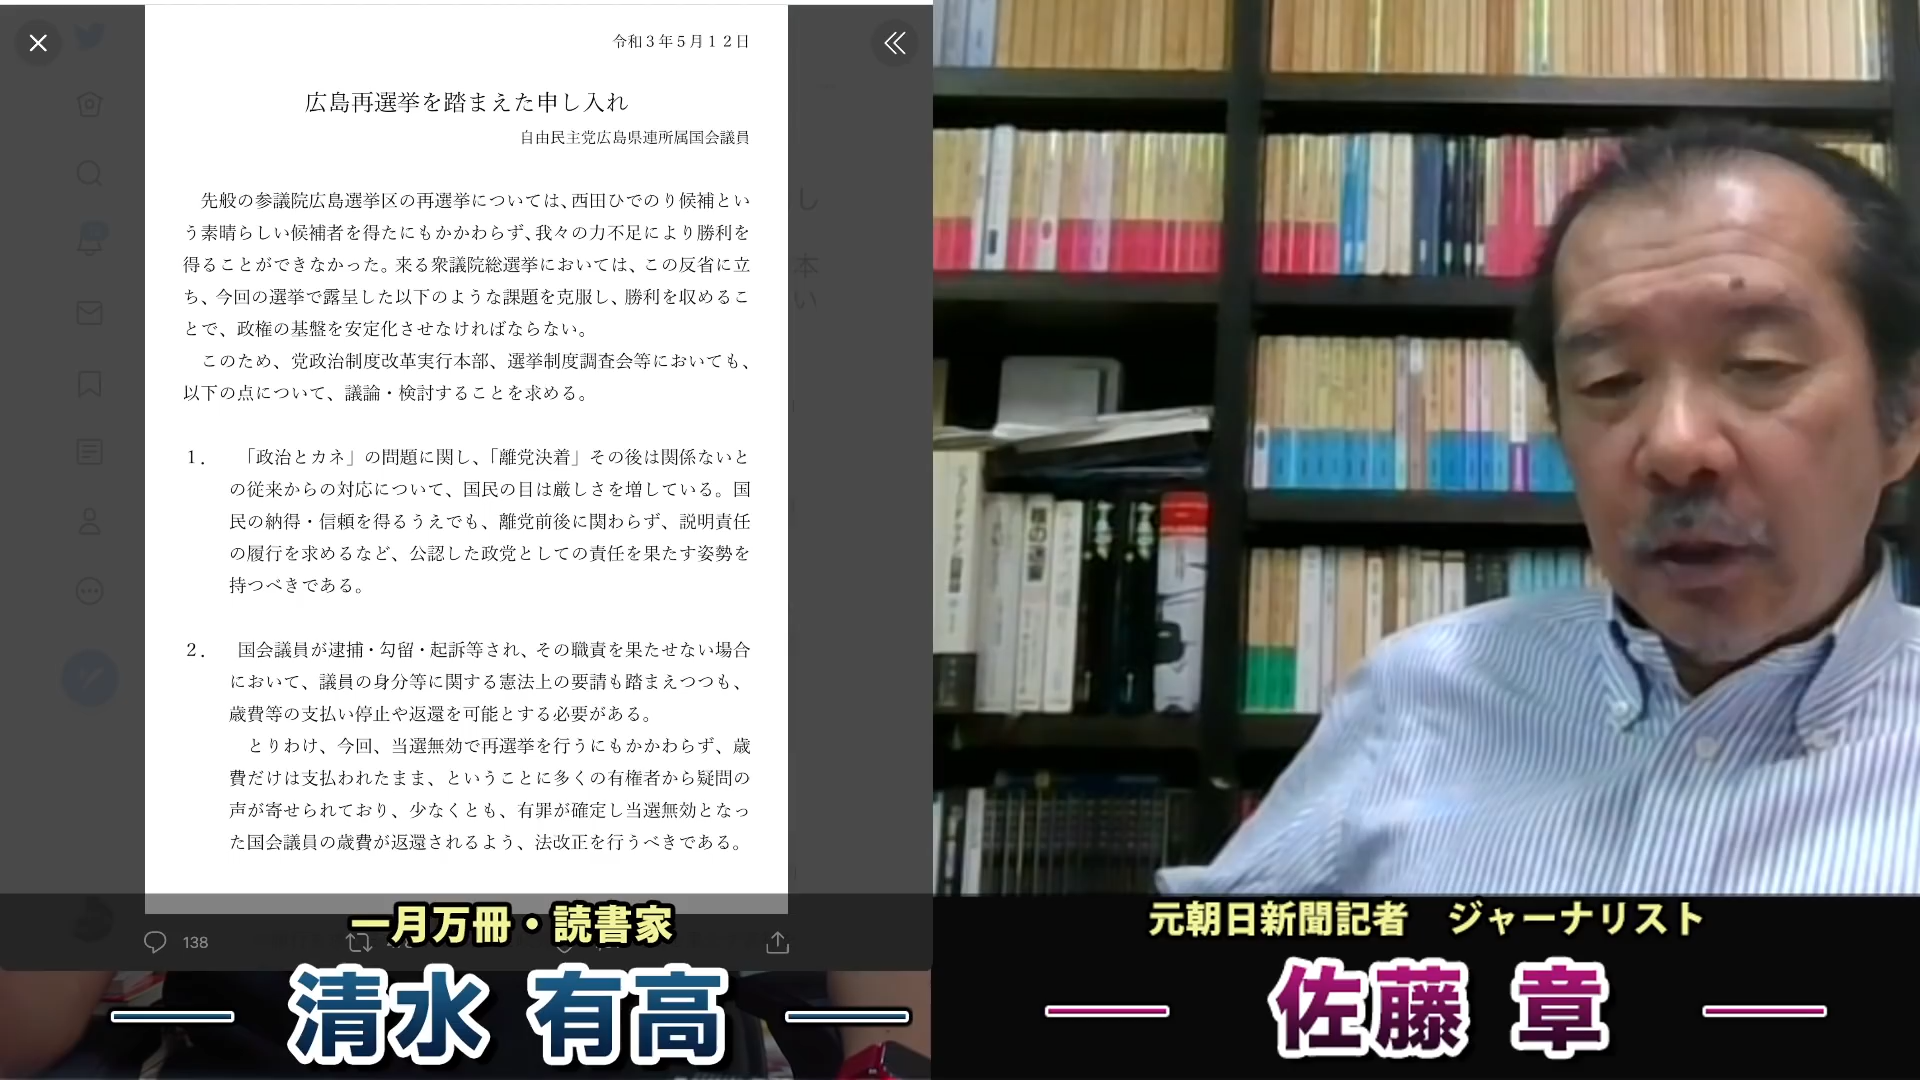 令和３年５月１２日
広島再選挙を踏まえた申し入れ
自由民主党広島県連所属国会議員
先般の参議院広島選挙区の再選挙については、西田ひでのり候補とい
う素晴らしい候補者を得たにもかかわらず、我々の力不足により勝利を
得ることができなかった。来る衆議院総選挙においては、この反省に立
ち、今回の選挙で露呈した以下のような課題を克服し、勝利を収めるこ
とで、政権の基盤を安定化させなければならない。
このため、党政治制度改革実行本部、選挙制度調査会等においても、
以下の点について、議論・検討することを求める。
１．　「政治とカネ」の問題に関し、「離党決着」その後は関係ないと
の従来からの対応について、国民の目は厳しさを増している。国
民の納得・信頼を得るうえでも、離党前後に関わらず、説明責任
の履行を求めるなど、公認した政党としての責任を果たす姿勢を
持つべきである。
２．　国会議員が逮捕・勾留・起訴等され、その職責を果たせない場合
において、議員の身分等に関する憲法上の要請も踏まえつつも、
歳費等の支払い停止や返還を可能とする必要がある。
とりわけ、今回、当選無効で再選挙を行うにもかかわらず、歳
費だけは支払われたまま、ということに多くの有権者から疑問の
声が寄せられており、少なくとも、有罪が確定し当選無効となっ
た国会議員の歳費が返還されるよう、法改正を行うべきである。
138
一月万冊・読書家
清水 有高
元朝日新聞記者　ジャーナリスト
佐藤 章